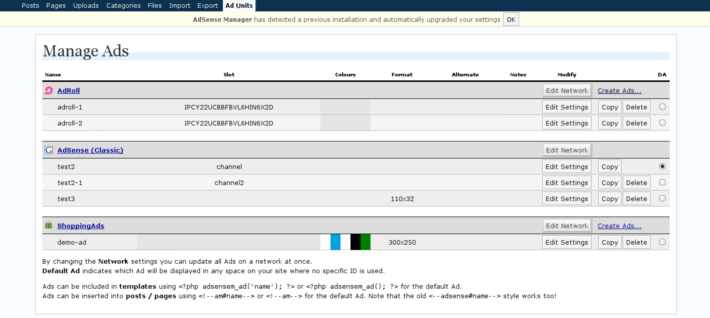 Posts Pages Uploads Categories Files Import Export Ad Units
AdSense Manager has detected a previous installation and automatically upgraded your settings OK
Manage Ads
Name Slot Colours Format Alternate Notes Modify DA
AdRoll Edit Network Create Ads...
adroll-1 IPCY22UCBBFBVL6HIN6X2D Edit Settings Copy Delete
adroll-2 IPCY22UCBBFBVL6HIN6X2D Edit Settings Copy Delete
AdSense (Classic) Edit Network
test2 channel Edit Settings Copy
test2-1 channel2 Edit Settings Copy Delete
test3 110x32 Edit Settings Copy Delete
ShoppingAds Edit Network Create Ads...
demo-ad 300x250 Edit Settings Copy Delete
By changing the Network settings you can update all Ads on a network at once.
Default Ad indicates which Ad will be displayed in any space on your site where no specific ID is used.
Ads can be included in templates using <?php adsensem_ad('name'); ?> or <?php adsensem_ad(); ?> for the default Ad.
Ads can be inserted into posts / pages using <!--am#name--> or <!--am--> for the default Ad. Note that the old <--adsense#name--> style works too!